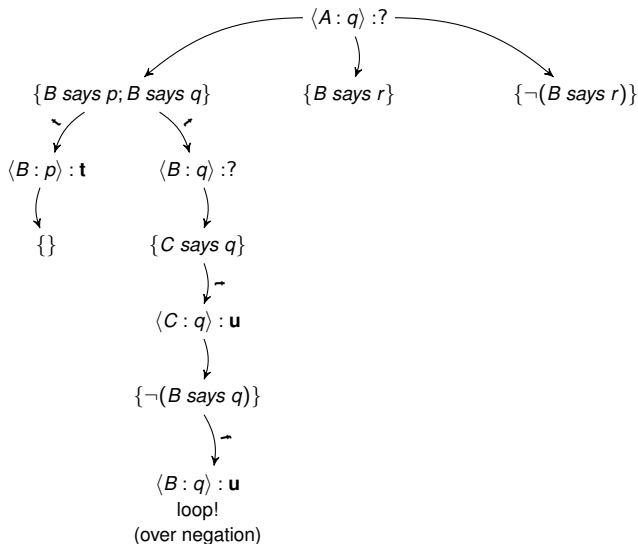 ⟨A : q⟩ :?
{B says p; B says q} {B says r} {¬(B says r)}
t t
⟨B : p⟩ : t ⟨B : q⟩ :?
{} {C says q}
t
⟨C : q⟩ : u
{¬(B says q)}
t
⟨B : q⟩ : u
loop!
(over negation)